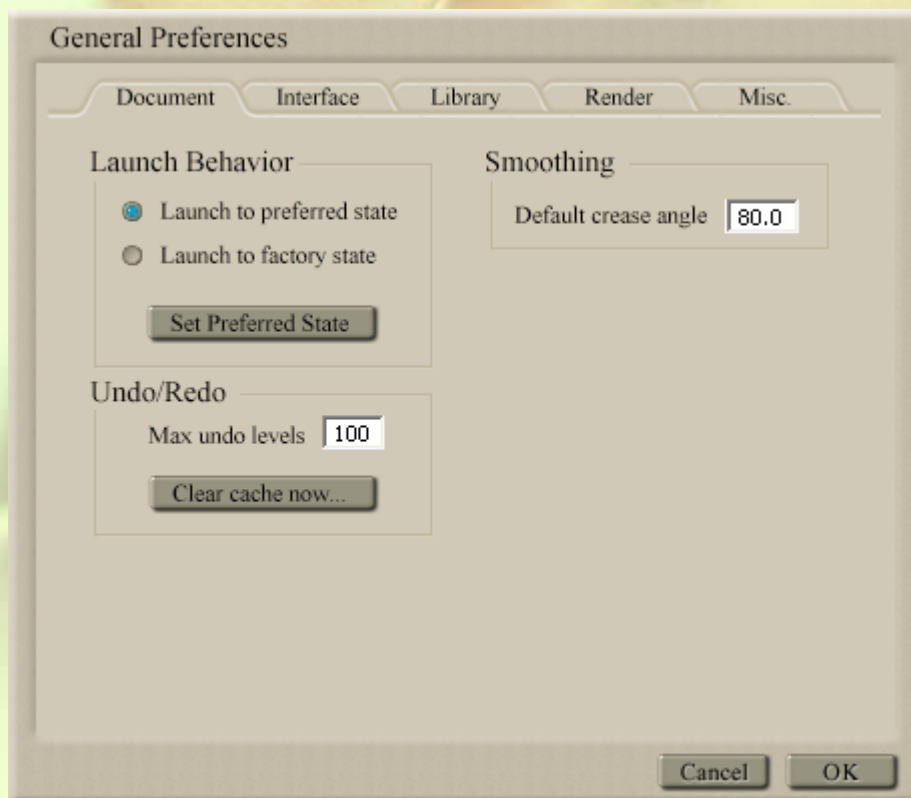 General Preferences
Document Interface Library Render Misc.
Launch Behavior
Launch to preferred state
Launch to factory state
Set Preferred State
Undo/Redo
Max undo levels 100
Clear cache now...
Smoothing
Default crease angle 80.0
Cancel OK